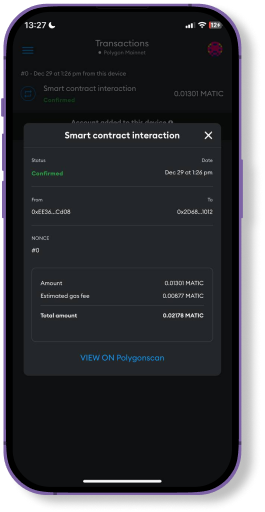 13:27
12
Transactions
Polygon Mainnet
#0 - Dec 29 at 1:26 pm from this device
Smart contract interaction
0.01301 MATIC
Confirmed
Account added to this device
Smart contract interaction
Status Date
Confirmed Dec 29 at 1:26 pm
From To
0xEE36...Cd08 0x2D68...1012
NONCE
#0
Amount 0.01301 MATIC
Estimated gas fee 0.00877 MATIC
Total amount 0.02178 MATIC
VIEW ON Polygonscan